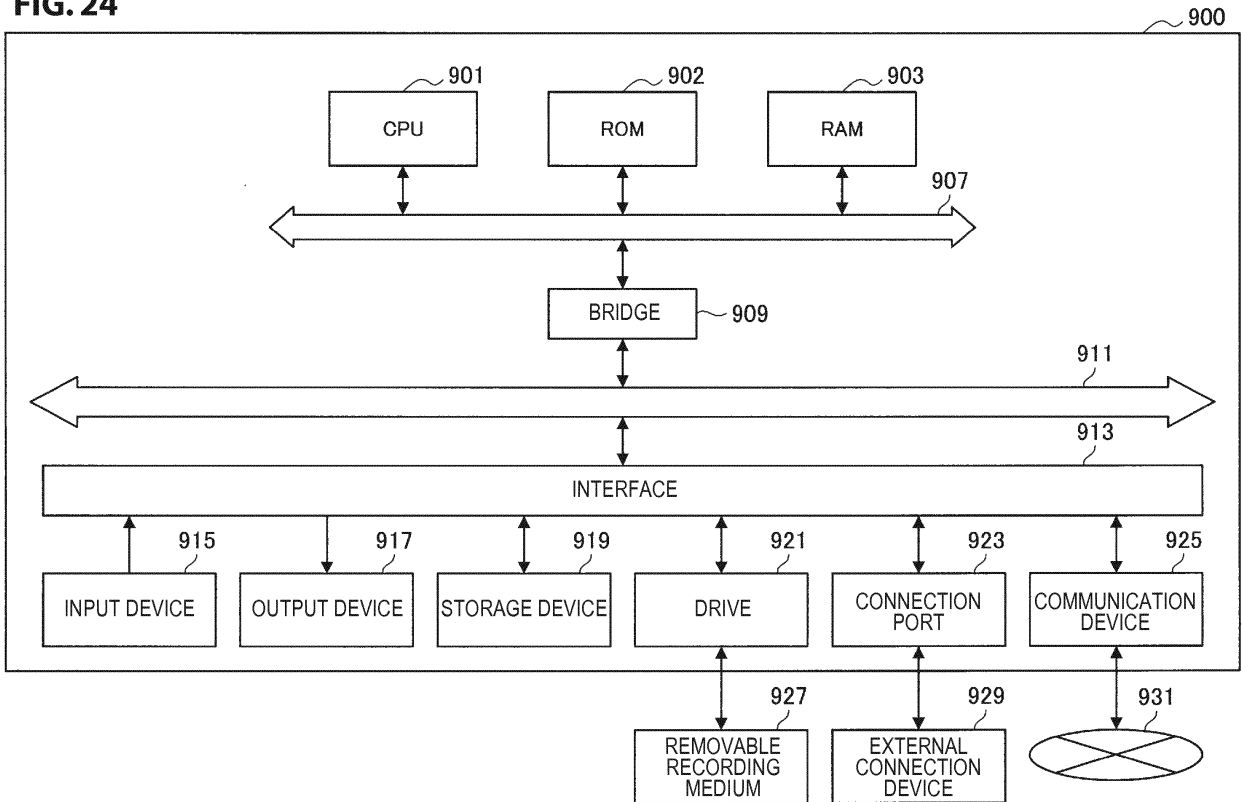 FIG. 24
900
901
902
903
CPU
ROM
RAM
907
BRIDGE
909
911
913
INTERFACE
915
917
919
921
923
925
INPUT DEVICE
OUTPUT DEVICE
STORAGE DEVICE
DRIVE
CONNECTION
PORT
COMMUNICATION
DEVICE
927
929
931
REMOVABLE
RECORDING
MEDIUM
EXTERNAL
CONNECTION
DEVICE